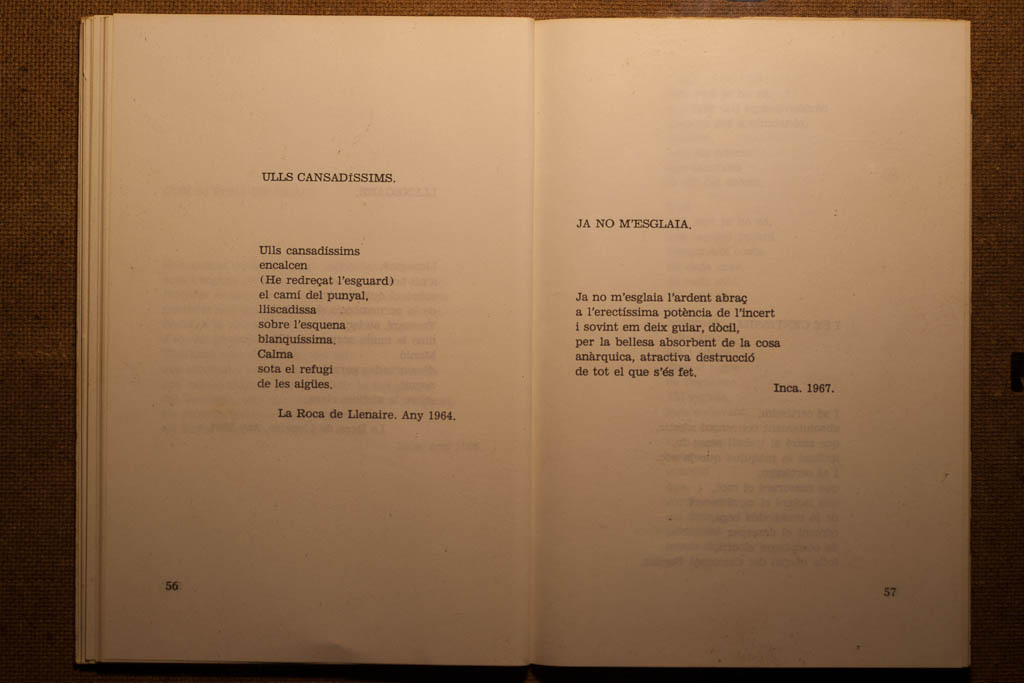 ULLS CANSADÍSSIMS.
Ulls cansadíssims
encalcen
(He redreçat l'esguard)
el camí del punyal,
lliscadissa
sobre l'esquena
blanquíssima.
Calma
sota el refugi
de les aigües.
La Roca de Llenaire. Any 1964.
56
JA NO M'ESGLAIA.
Ja no m'esglaia l'ardent abraç
a l'erectíssima potència de l'incert
i sovint em deix guiar, dòcil,
per la bellesa absorbent de la cosa
anàrquica, atractiva destrucció
de tot el que s'és fet.
Inca. 1967.
57